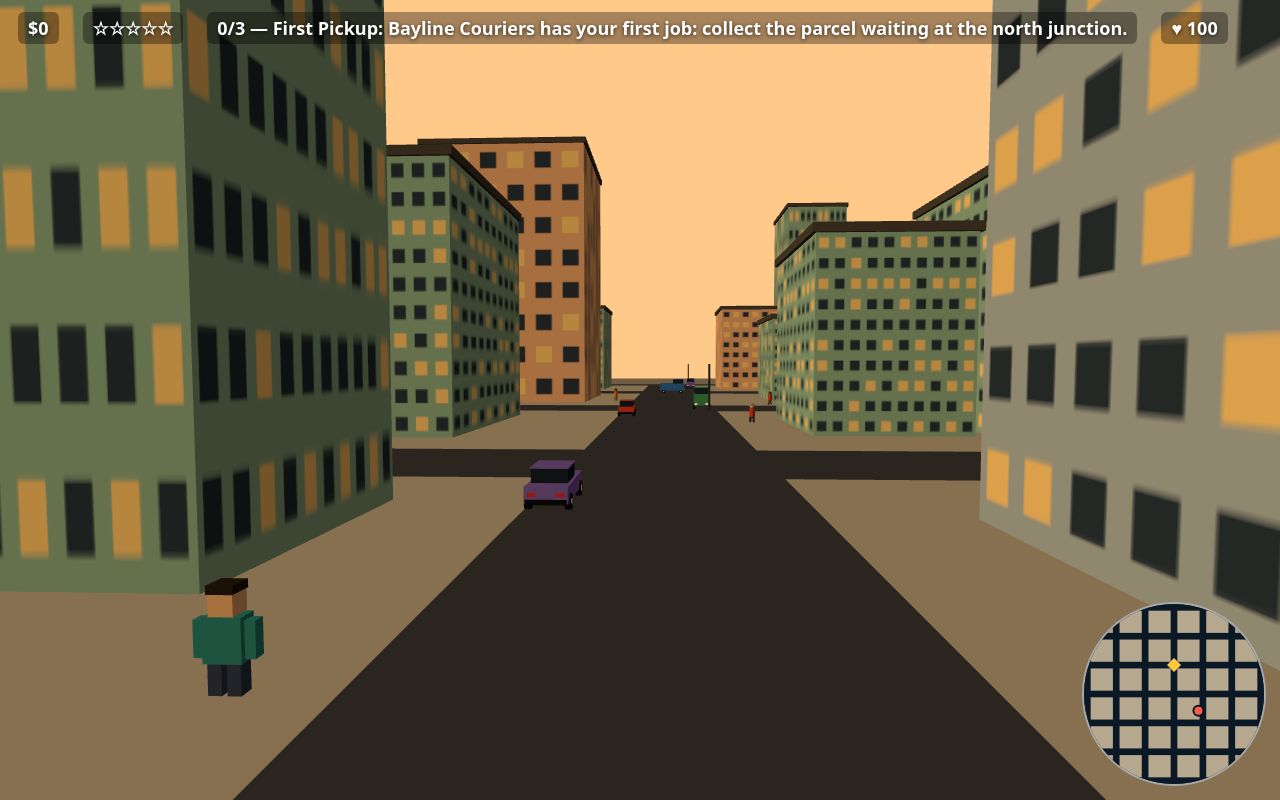 $0
☆☆☆☆☆
0/3 — First Pickup: Bayline Couriers has your first job: collect the parcel waiting at the north junction.
♥ 100